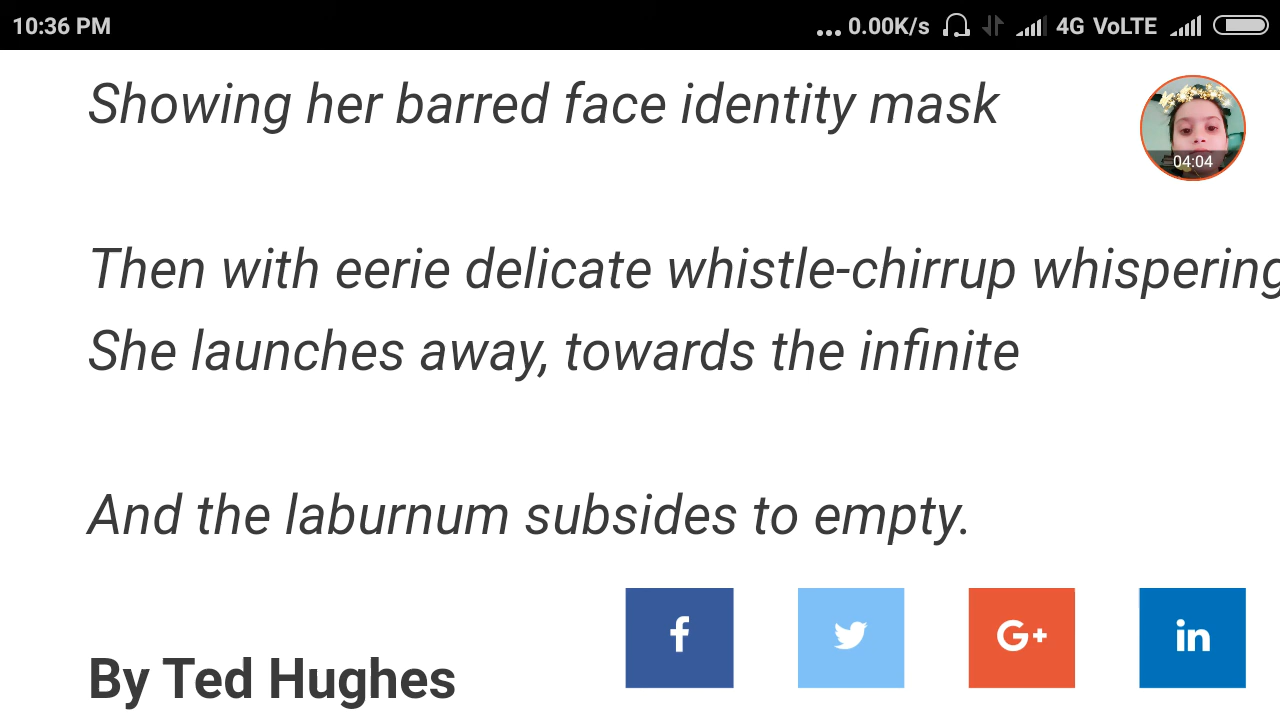 10:36 PM
... 0.00K/s 4G VoLTE
Showing her barred face identity mask
04:04
Then with eerie delicate whistle-chirrup whispering
She launches away, towards the infinite
And the laburnum subsides to empty.
f G+ in
By Ted Hughes